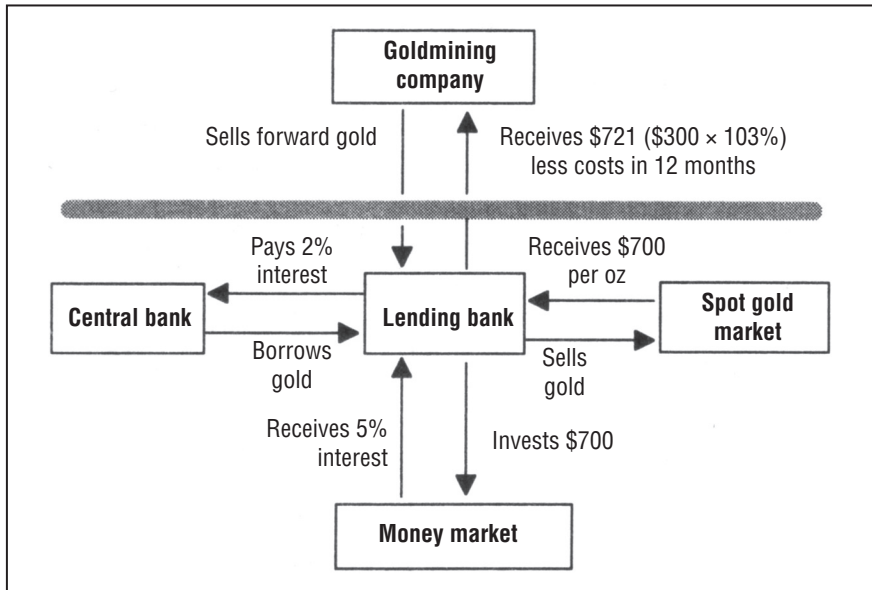 Goldmining
company
Sells forward gold
Receives $721 ($300 × 103%)
less costs in 12 months
Pays 2%
interest
Receives $700
per oz
Central bank
Lending bank
Spot gold
market
Borrows
gold
Sells
gold
Receives 5%
interest
Invests $700
Money market